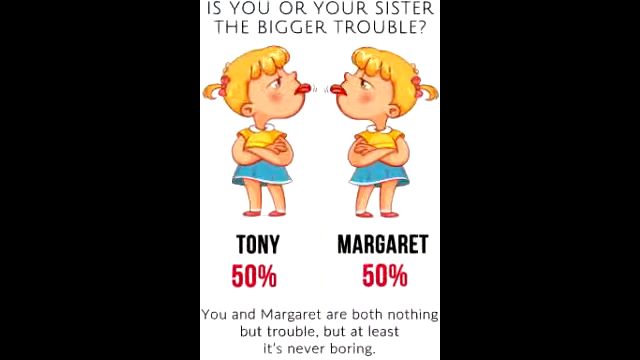 IS YOU OR YOUR SISTER
THE BIGGER TROUBLE?
TONY MARGARET
50% 50%
You and Margaret are both nothing
but trouble, but at least
it's never boring.